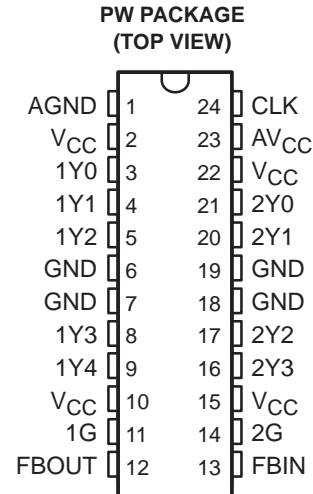 PW PACKAGE
(TOP VIEW)
AGND 1 24 CLK
VCC 2 23 AVCC
1Y0 3 22 VCC
1Y1 4 21 2Y0
1Y2 5 20 2Y1
GND 6 19 GND
GND 7 18 GND
1Y3 8 17 2Y2
1Y4 9 16 2Y3
VCC 10 15 VCC
1G 11 14 2G
FBOUT 12 13 FBIN